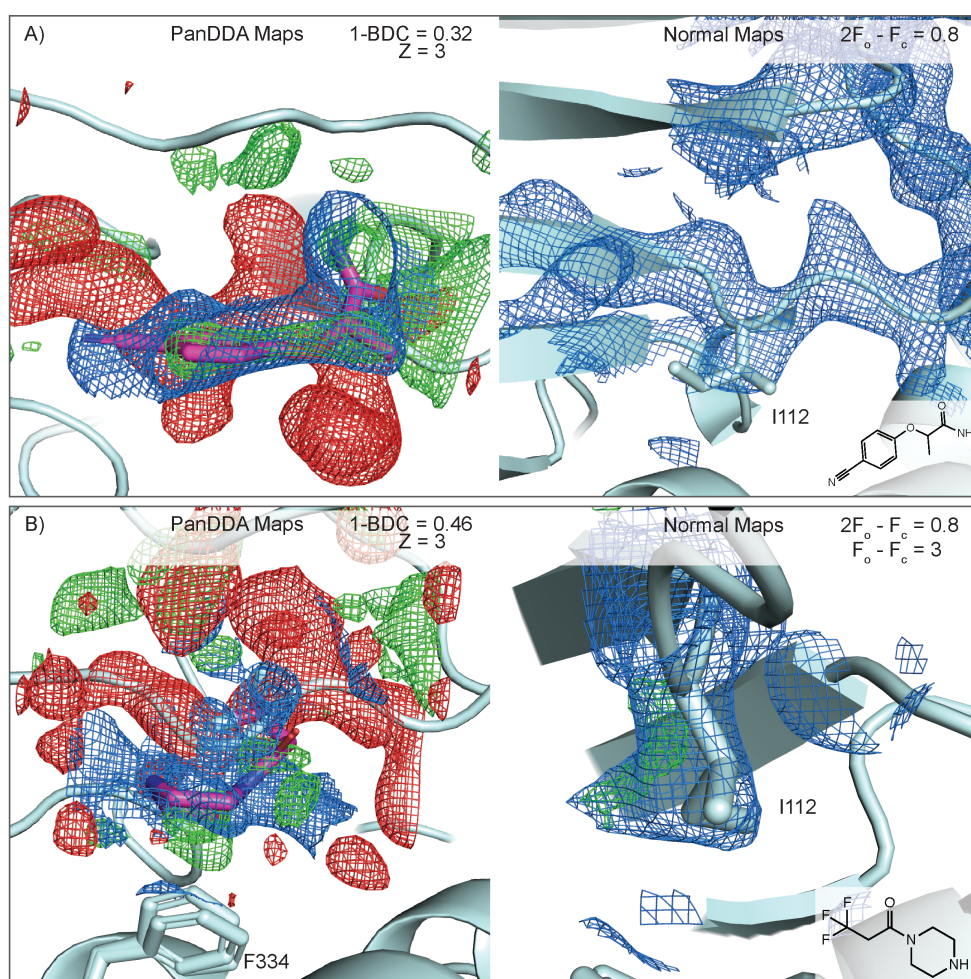 A) PanDDA Maps 1-BDC = 0.32
Z = 3
Normal Maps 2Fo - Fc = 0.8
I112
O
O
NH
N
B) PanDDA Maps 1-BDC = 0.46
Z = 3
F334
Normal Maps 2Fo - Fc = 0.8
Fo - Fc = 3
I112
F
F
F
O
N
NH